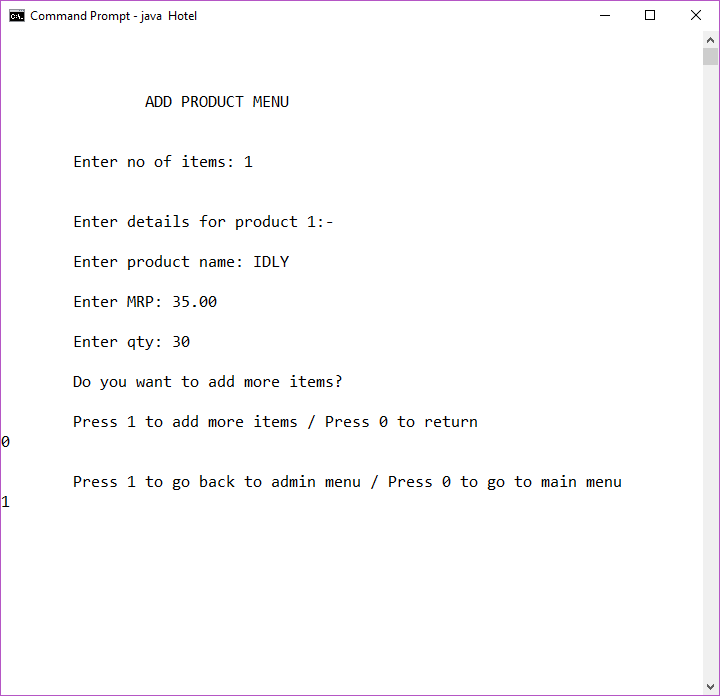 Command Prompt - java  Hotel
ADD PRODUCT MENU
Enter no of items: 1
Enter details for product 1:-
Enter product name: IDLY
Enter MRP: 35.00
Enter qty: 30
Do you want to add more items?
Press 1 to add more items / Press 0 to return
0
Press 1 to go back to admin menu / Press 0 to go to main menu
1